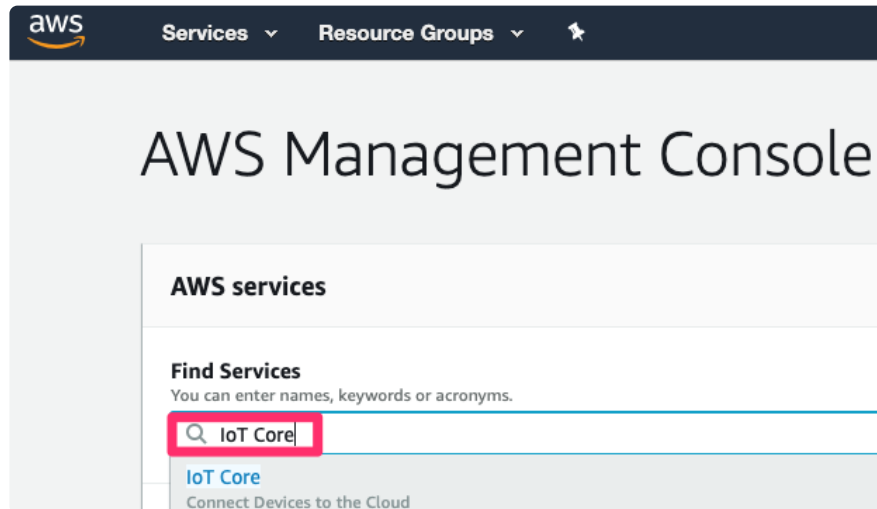 aws Services Resource Groups
AWS Management Console
AWS services
Find Services
You can enter names, keywords or acronyms.
IoT Core
IoT Core
Connect Devices to the Cloud